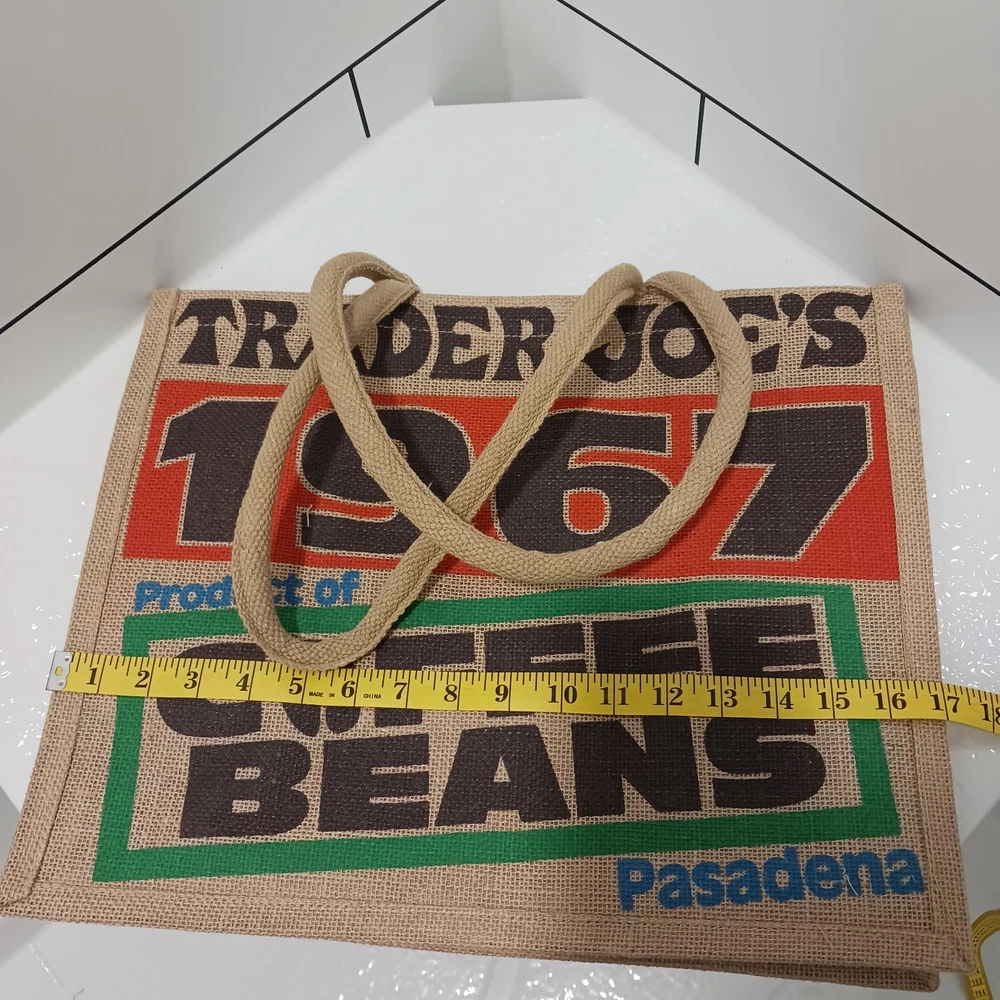 TRADER JOE'S
1967
Product of
COFFEE
BEANS
1 2 3 4 5 MADE IN 6 CHINA 7 8 9 10 11 12 13 14 15 16 17 18
Pasadena